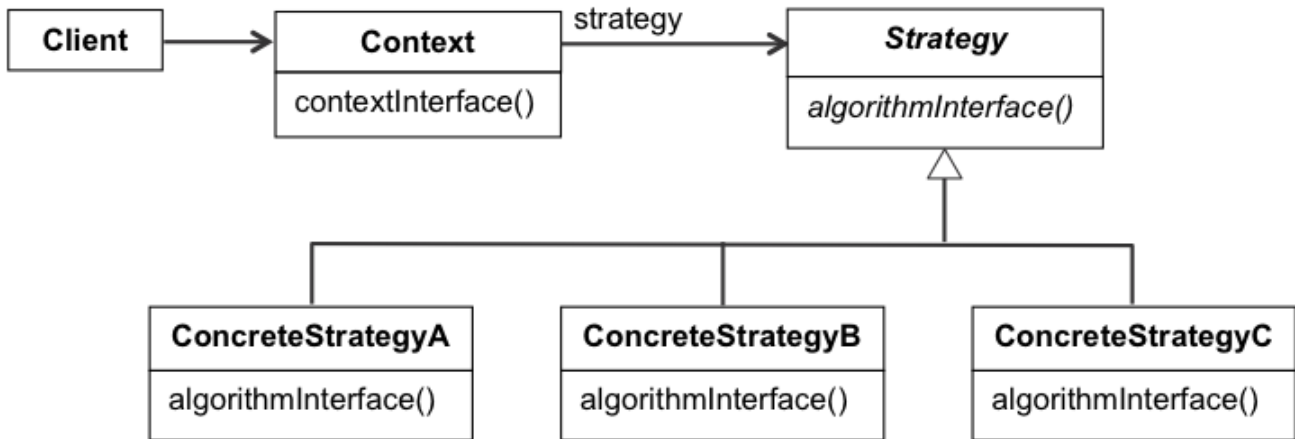 Client
Context
contextInterface()
strategy
Strategy
algorithmInterface()
ConcreteStrategyA
algorithmInterface()
ConcreteStrategyB
algorithmInterface()
ConcreteStrategyC
algorithmInterface()